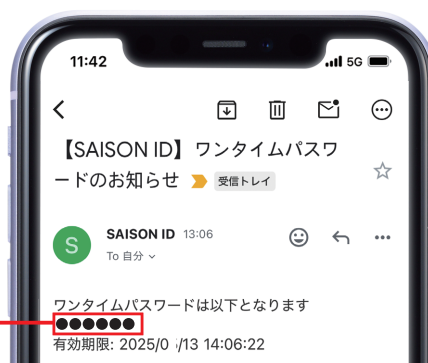 11:42
5G
【SAISON ID】ワンタイムパスワ
ードのお知らせ 受信トレイ
S
SAISON ID 13:06
To 自分
ワンタイムパスワードは以下となります
●●●●●●
有効期限: 2025/0 /13 14:06:22